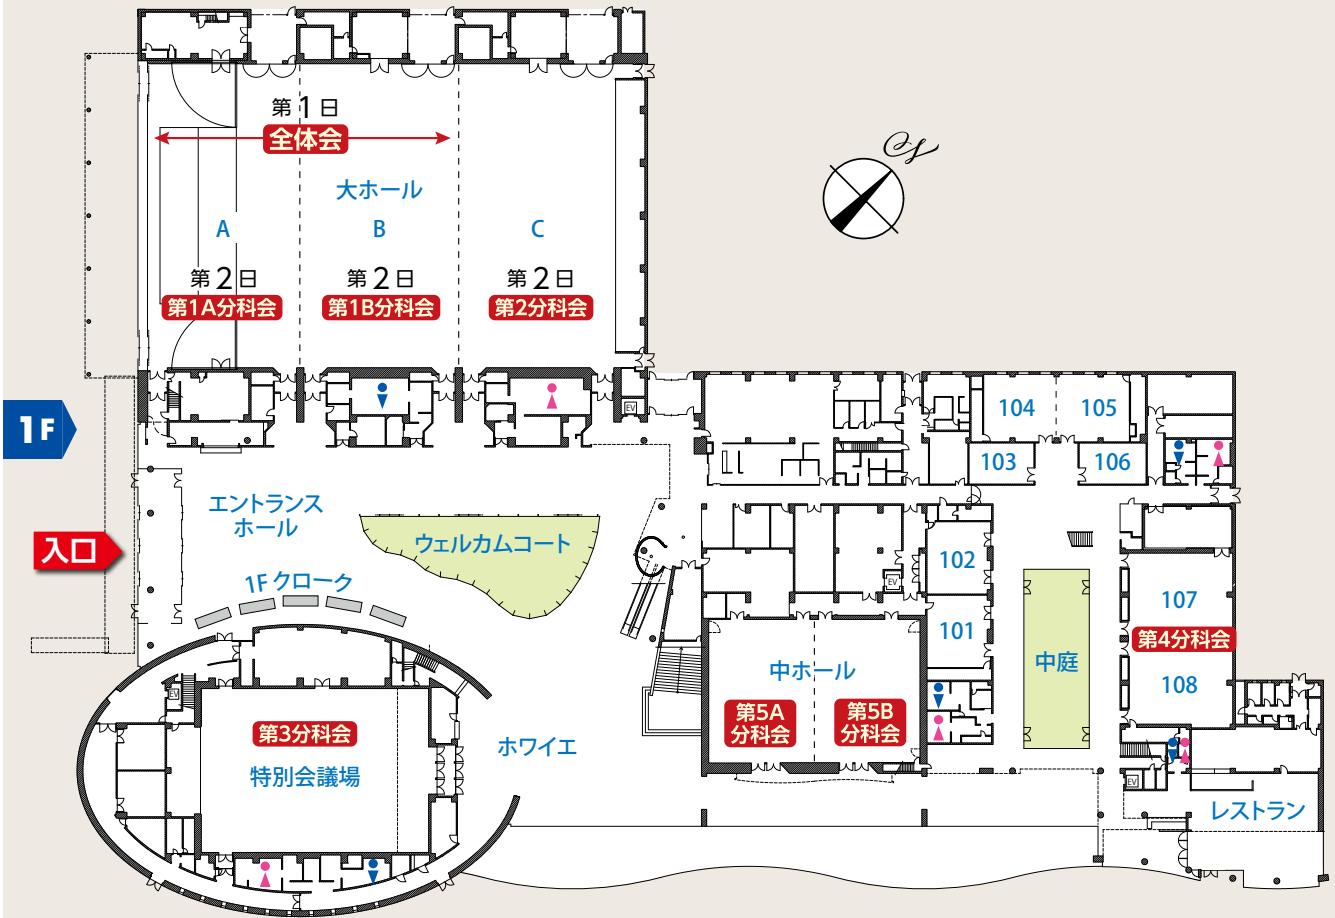 第1日
全体会
大ホール
A
B
C
第2日
第1A分科会
第2日
第1B分科会
第2日
第2分科会
EV
1F
入口
エントランス
ホール
ウェルカムコート
1F クローク
104
105
103
106
102
101
EV
中庭
107
第4分科会
108
中ホール
第5A
分科会
第5B
分科会
EV
第3分科会
特別会議場
ホワイエ
EV
レストラン